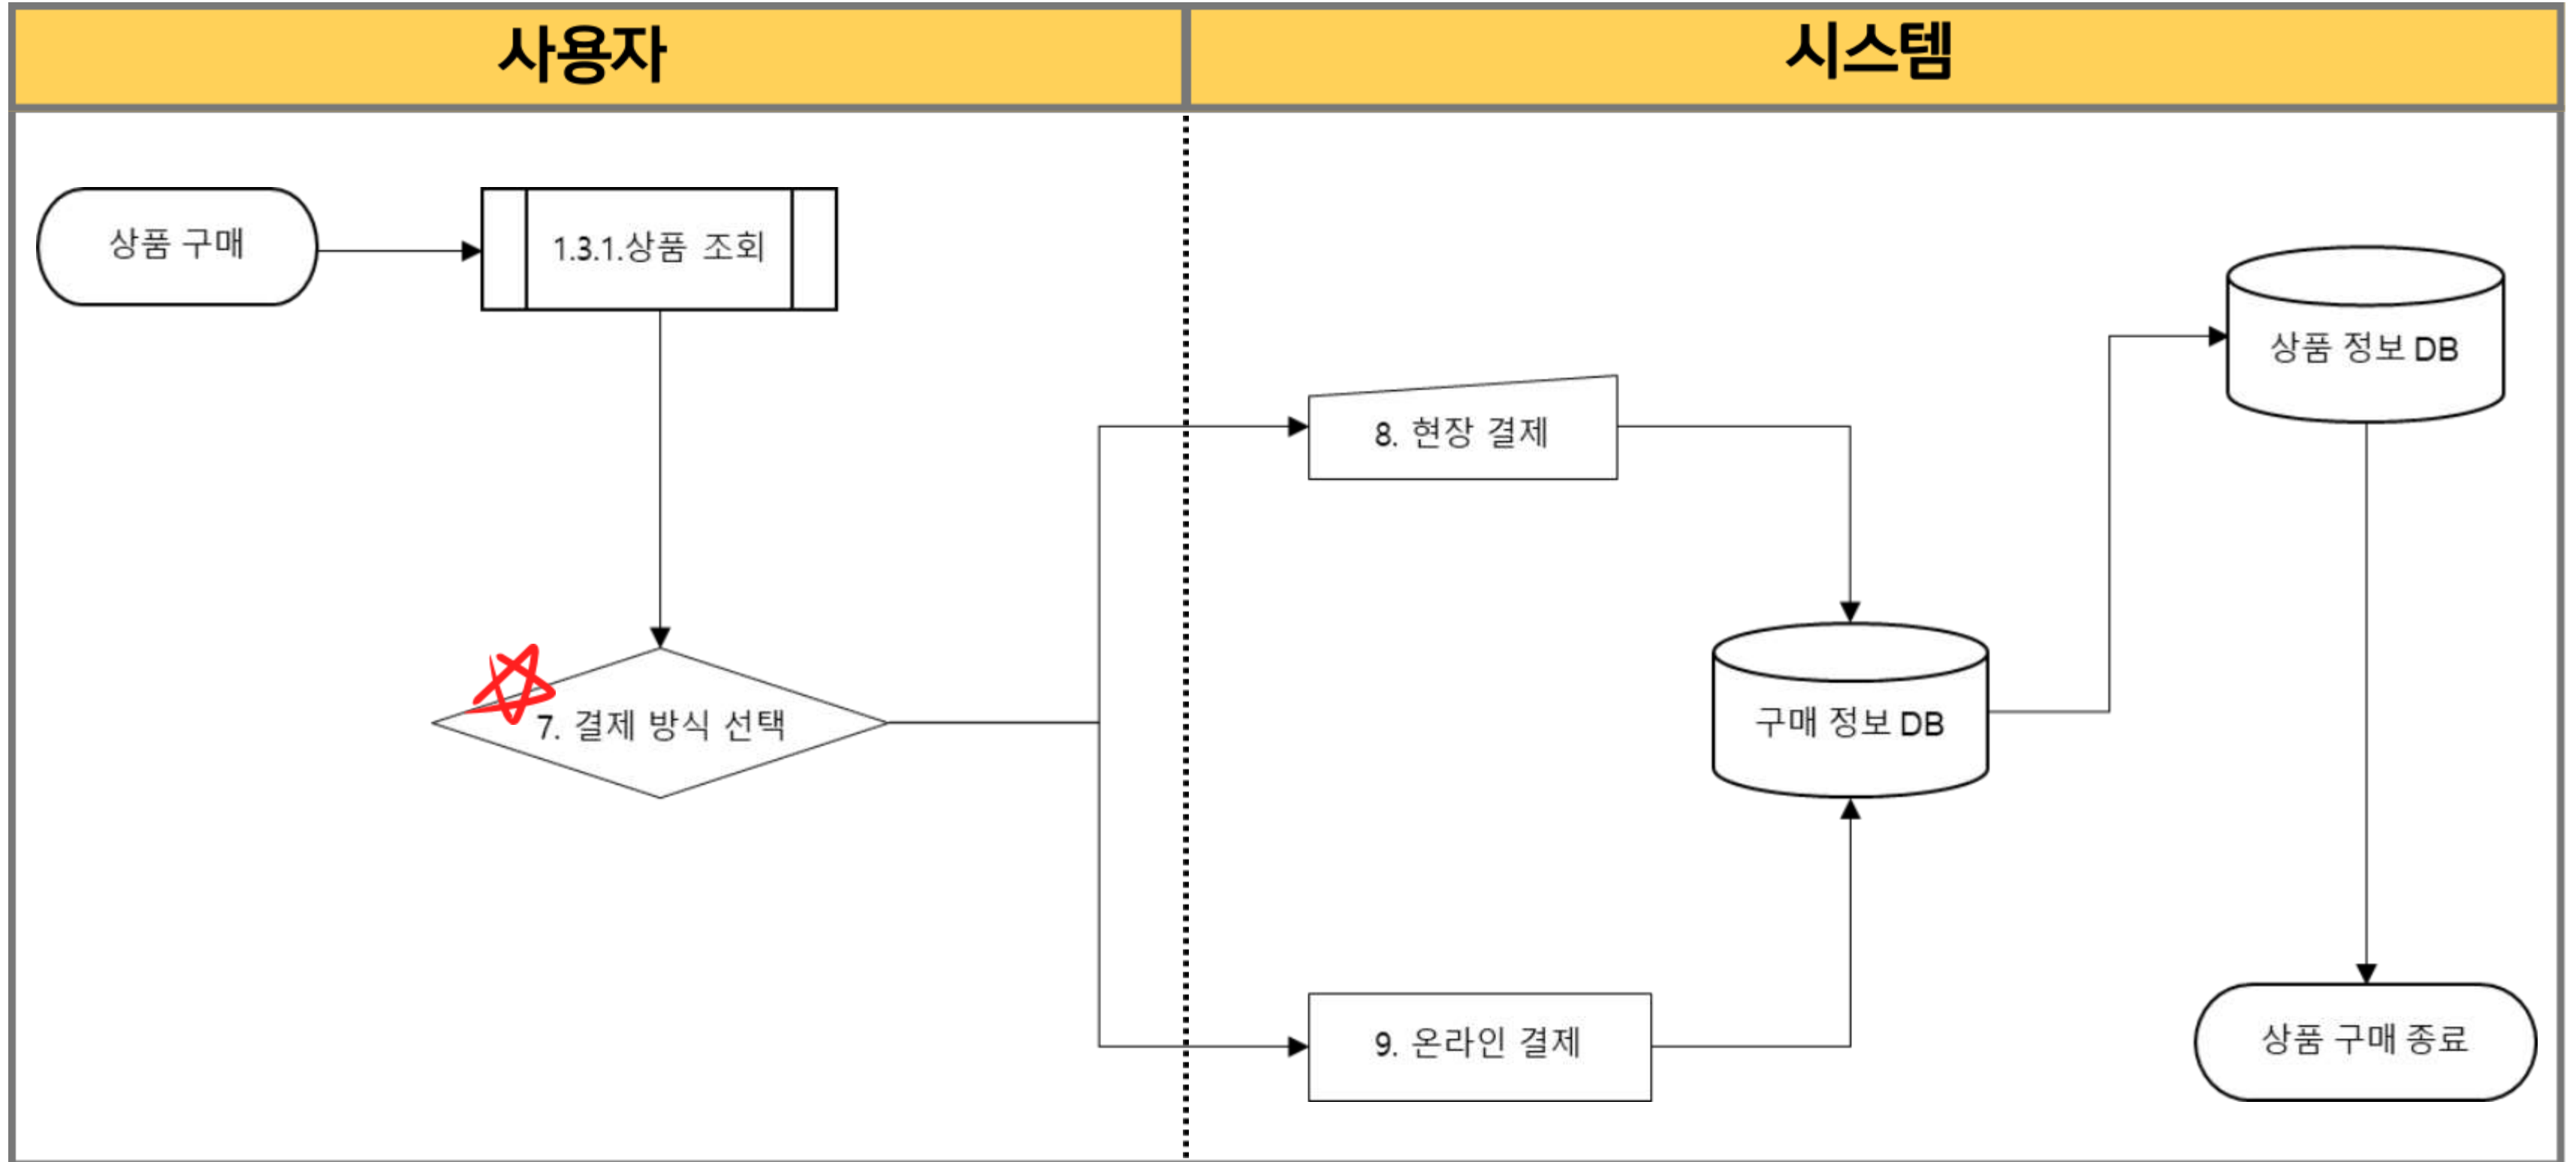 사용자
시스템
상품 구매
1.3.1.상품 조회
7. 결제 방식 선택
8. 현장 결제
9. 온라인 결제
구매 정보 DB
상품 정보 DB
상품 구매 종료